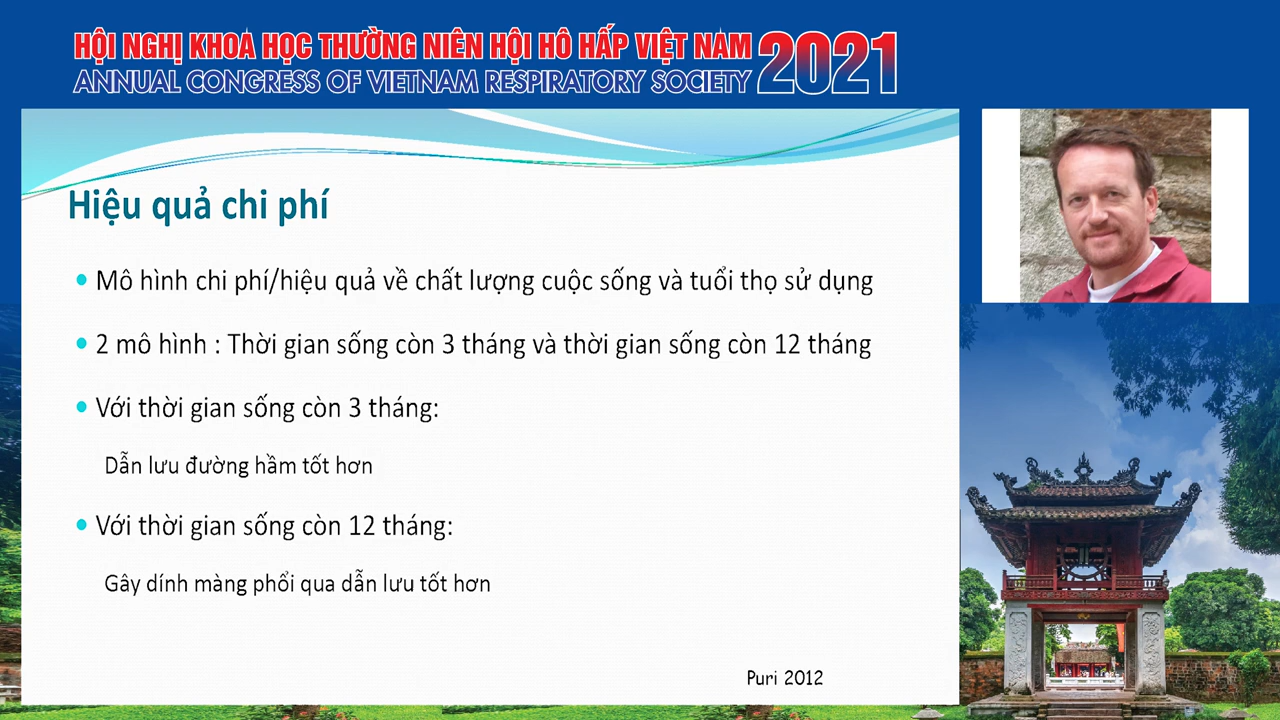 HỘI NGHỊ KHOA HỌC THƯỜNG NIÊN HỘI HÔ HẤP VIỆT NAM 2021
ANNUAL CONGRESS OF VIETNAM RESPIRATORY SOCIETY
Hiệu quả chi phí
Mô hình chi phí/hiệu quả về chất lượng cuộc sống và tuổi thọ sử dụng
2 mô hình : Thời gian sống còn 3 tháng và thời gian sống còn 12 tháng
Với thời gian sống còn 3 tháng:
Dẫn lưu đường hầm tốt hơn
Với thời gian sống còn 12 tháng:
Gây dính màng phổi qua dẫn lưu tốt hơn
Puri 2012